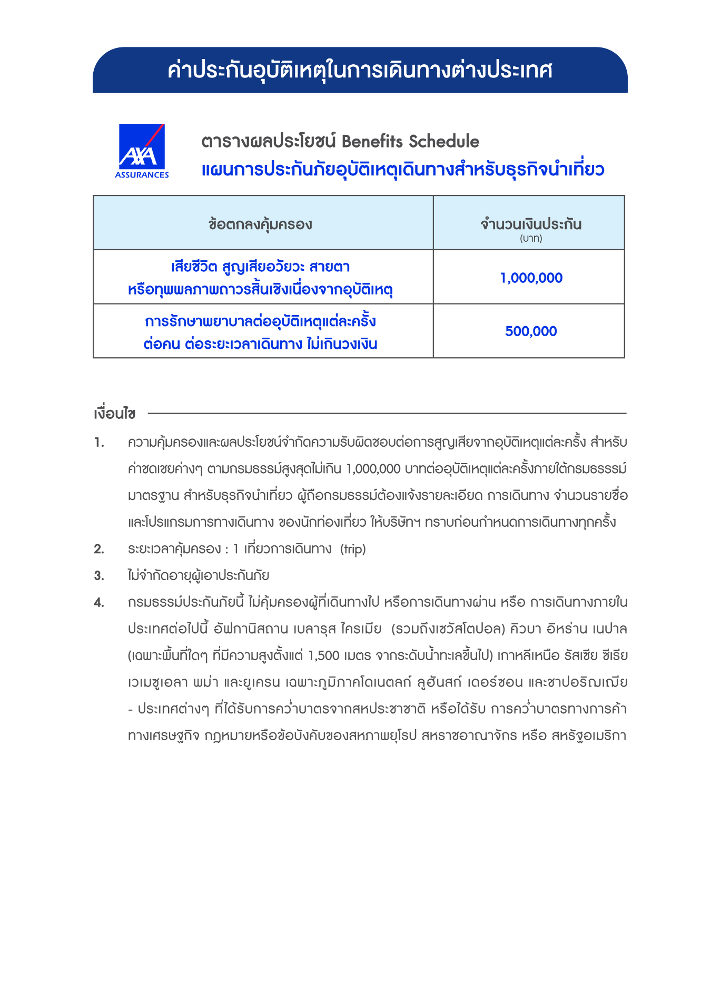 ค่าประกันอุบัติเหตุในการเดินทางต่างประเทศ
AXA
ASSURANCES
ตารางผลประโยชน์ Benefits Schedule
แผนการประกันภัยอุบัติเหตุเดินทางสำหรับธุรกิจนำเที่ยว
ข้อตกลงคุ้มครอง
จำนวนเงินประกัน
(บาท)
เสียชีวิต สูญเสียอวัยวะ สายตา
หรือทุพพลภาพถาวรสิ้นเชิงเนื่องจากอุบัติเหตุ
1,000,000
การรักษาพยาบาลต่ออุบัติเหตุแต่ละครั้ง
ต่อคน ต่อระยะเวลาเดินทาง ไม่เกินวงเงิน
500,000
เงื่อนไข
1. ความคุ้มครองและผลประโยชน์จำกัดความรับผิดชอบต่อการสูญเสียจากอุบัติเหตุแต่ละครั้ง สำหรับ
ค่าชดเชยค่างๆ ตามกรมธรรม์สูงสุดไม่เกิน 1,000,000 บาทต่ออุบัติเหตุแต่ละครั้งภายใต้กรมธรรรม์
มาตรฐาน สำหรับธุรกิจนำเที่ยว ผู้ถือกรมธรรม์ต้องแจ้งรายละเอียด การเดินทาง จำนวนรายชื่อ
และโปรแกรมการทางเดินทาง ของนักท่องเที่ยว ให้บริษัทฯ ทราบก่อนกำหนดการเดินทางทุกครั้ง
2. ระยะเวลาคุ้มครอง : 1 เที่ยวการเดินทาง (trip)
3. ไม่จำกัดอายุผู้เอาประกันภัย
4. กรมธรรม์ประกันภัยนี้ ไม่คุ้มครองผู้ที่เดินทางไป หรือการเดินทางผ่าน หรือ การเดินทางภายใน
ประเทศต่อไปนี้ อัฟกานิสถาน เบลารุส ไครเมีย (รวมถึงเซวัสโตปอล) คิวบา อิหร่าน เนปาล
(เฉพาะพื้นที่ใดๆ ที่มีความสูงตั้งแต่ 1,500 เมตร จากระดับน้ำทะเลขึ้นไป) เกาหลีเหนือ รัสเซีย ซีเรีย
เวเมซูเอลา พม่า และยูเครน เฉพาะภูมิภาคโดเนตลก์ ลูฮันสก์ เดอร์ซอน และซาปอริฌเฌีย
- ประเทศต่างๆ ที่ได้รับการคว่ำบาตรจากสหประชาชาติ หรือได้รับ การคว่ำบาตรทางการค้า
ทางเศรษฐกิจ กฎหมายหรือข้อบังคับของสหภาพยุโรป สหราชอาณาจักร หรือ สหรัฐอเมริกา